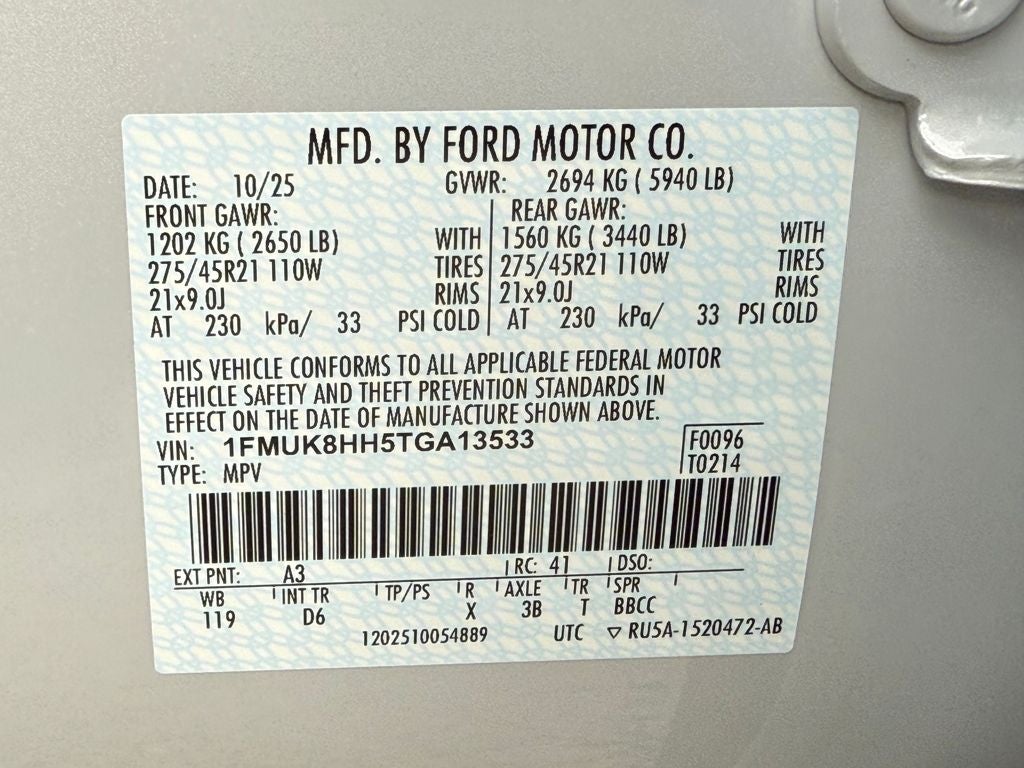 MFD. BY FORD MOTOR CO.
DATE: 10/25 GVWR: 2694 KG ( 5940 LB)
FRONT GAWR: REAR GAWR:
1202 KG ( 2650 LB) WITH 1560 KG ( 3440 LB) WITH
275/45R21 110W TIRES 275/45R21 110W TIRES
21x9.0J RIMS 21x9.0J RIMS
AT 230 kPa/ 33 PSI COLD AT 230 kPa/ 33 PSI COLD
THIS VEHICLE CONFORMS TO ALL APPLICABLE FEDERAL MOTOR
VEHICLE SAFETY AND THEFT PREVENTION STANDARDS IN
EFFECT ON THE DATE OF MANUFACTURE SHOWN ABOVE.
VIN: 1FMUK8HH5TGA13533 F0096
TYPE: MPV T0214
EXT PNT: A3 RC: 41 DSO:
WB INT TR TP/PS R AXLE TR SPR
119 D6 X 3B T BBCC
1202510054889 UTC ▽ RU5A-1520472-AB